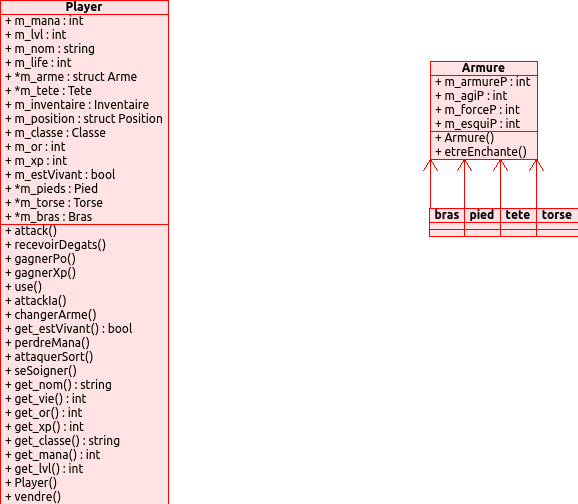 Player
+ m_mana : int
+ m_lvl : int
+ m_nom : string
+ m_life : int
+ *m_arme : struct Arme
+ *m_tete : Tete
+ m_inventaire : Inventaire
+ m_position : struct Position
+ m_classe : Classe
+ m_or : int
+ m_xp : int
+ m_estVivant : bool
+ *m_pieds : Pied
+ *m_torse : Torse
+ *m_bras : Bras
+ attack()
+ recevoirDegats()
+ gagnerPo()
+ gagnerXp()
+ use()
+ attackIa()
+ changerArme()
+ get_estVivant() : bool
+ perdreMana()
+ attaquerSort()
+ seSoigner()
+ get_nom() : string
+ get_vie() : int
+ get_or() : int
+ get_xp() : int
+ get_classe() : string
+ get_mana() : int
+ get_lvl() : int
+ Player()
+ vendre()
Armure
+ m_armureP : int
+ m_agiP : int
+ m_forceP : int
+ m_esquiP : int
+ Armure()
+ etreEnchante()
bras pied tete torse